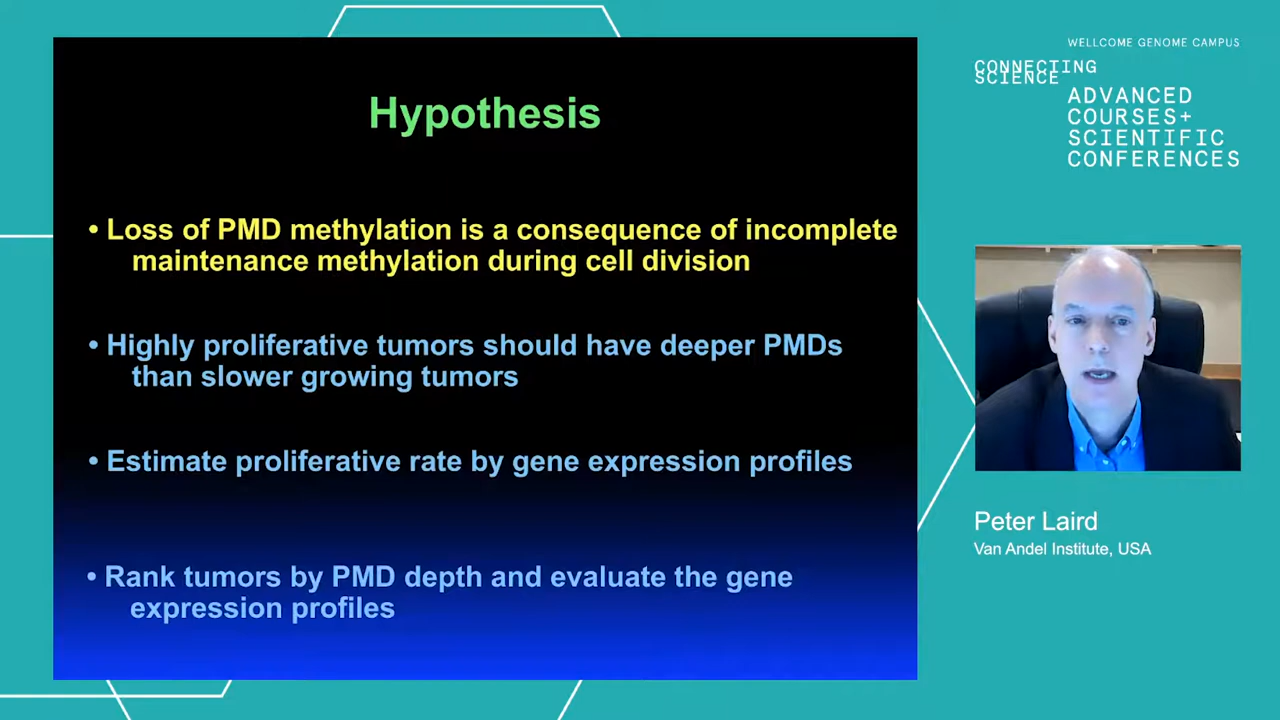 Hypothesis
• Loss of PMD methylation is a consequence of incomplete
maintenance methylation during cell division
• Highly proliferative tumors should have deeper PMDs
than slower growing tumors
• Estimate proliferative rate by gene expression profiles
• Rank tumors by PMD depth and evaluate the gene
expression profiles
WELLCOME GENOME CAMPUS
CONNECTING
SCIENCE
ADVANCED
COURSES+
SCIENTIFIC
CONFERENCES
Peter Laird
Van Andel Institute, USA